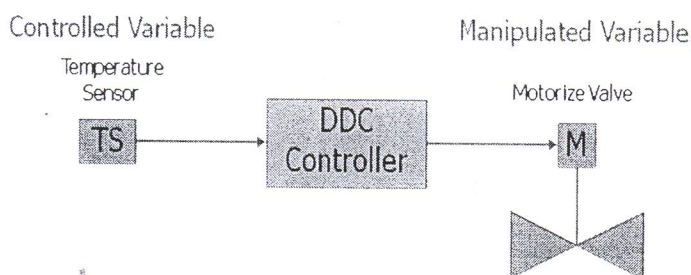 Controlled Variable
Manipulated Variable
Temperature
Sensor
Motorize Valve
TS
DDC
Controller
M